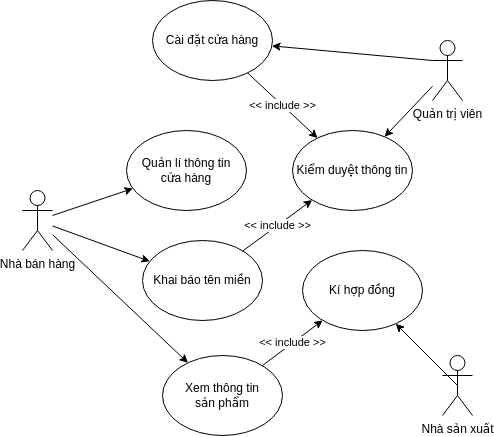 Cài đặt cửa hàng
Quản trị viên
<< include >>
Quản lí thông tin
cửa hàng
Kiểm duyệt thông tin
<< include >>
Nhà bán hàng
Khai báo tên miền
Kí hợp đồng
<< include >>
Xem thông tin
sản phẩm
Nhà sản xuất